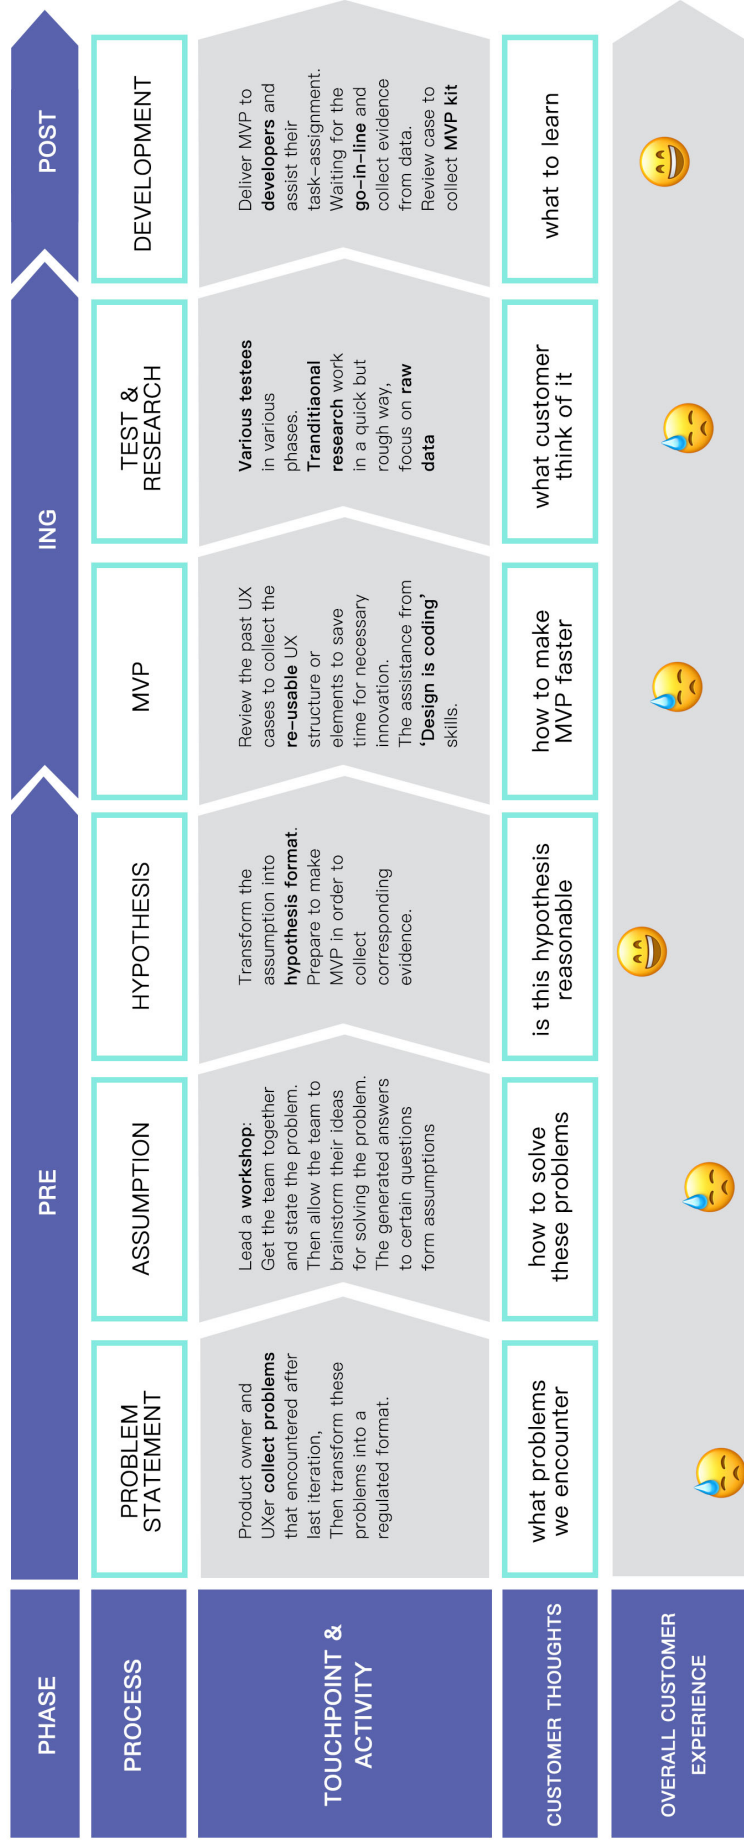 PHASE
PRE
ING
POST
PROCESS
PROBLEM
STATEMENT
ASSUMPTION
HYPOTHESIS
MVP
TEST &
RESEARCH
DEVELOPMENT
TOUCHPOINT &
ACTIVITY
Product owner and
UXer collect problems
that encountered after
last iteration,
Then transform these
problems into a
regulated format.
Lead a workshop:
Get the team together
and state the problem.
Then allow the team to
brainstorm their ideas
for solving the problem.
The generated answers
to certain questions
form assumptions
Transform the
assumption into
hypothesis format.
Prepare to make
MVP in order to
collect
corresponding
evidence.
Review the past UX
cases to collect the
re-usable UX
structure or
elements to save
time for necessary
innovation.
The assistance from
‘Design is coding’
skills.
Various testees
in various
phases.
Tranditiaonal
research work
in a quick but
rough way,
focus on raw
data
Deliver MVP to
developers and
assist their
task-assignment.
Waiting for the
go-in-line and
collect evidence
from data.
Review case to
collect MVP kit
CUSTOMER THOUGHTS
what problems
we encounter
how to solve
these problems
is this hypothesis
reasonable
how to make
MVP faster
what customer
think of it
what to learn
OVERALL CUSTOMER
EXPERIENCE